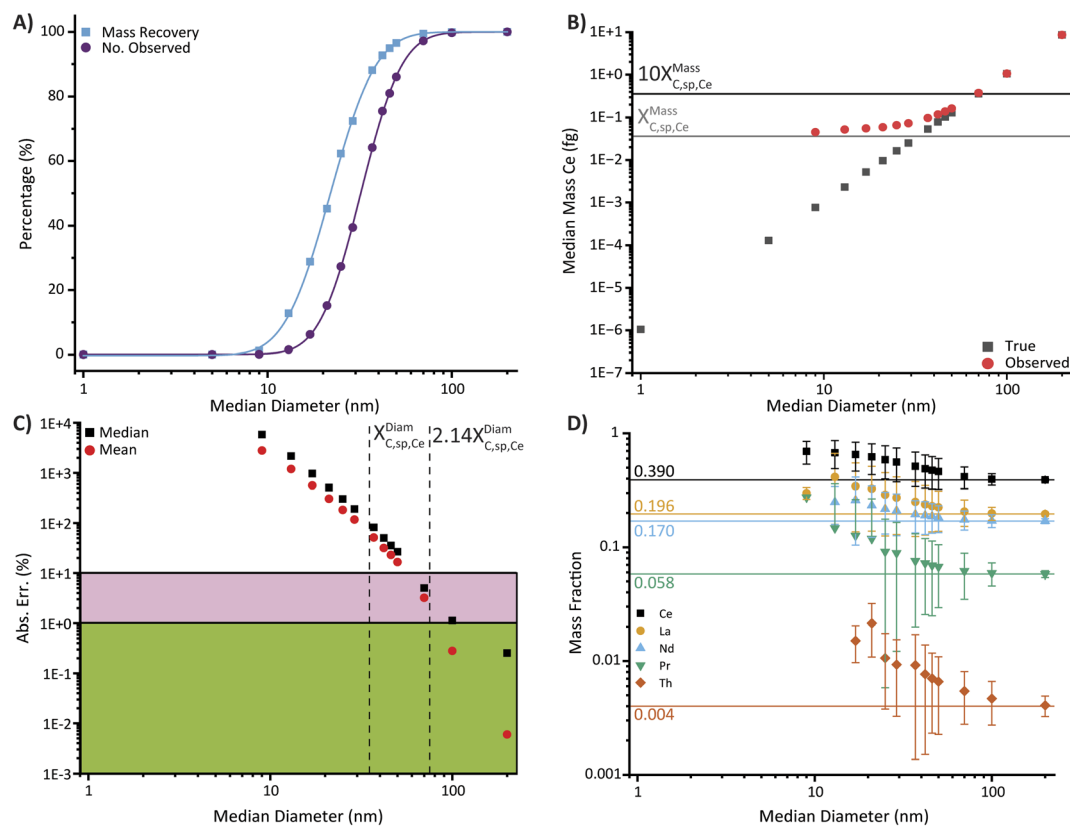 A)
Mass Recovery
No. Observed
100
80
60
40
20
0
Percentage (%)
1
10
100
Median Diameter (nm)
B)
1E+1
1E+0
1E-1
1E-2
1E-3
1E-4
1E-5
1E-6
1E-7
Median Mass Ce (fg)
10X^Mass_C,sp,Ce
X^Mass_C,sp,Ce
True
Observed
1
10
100
Median Diameter (nm)
C)
1E+4
1E+3
1E+2
1E+1
1E+0
1E-1
1E-2
1E-3
Abs. Err. (%)
Median
Mean
X^Diam_C,sp,Ce
2.14X^Diam_C,sp,Ce
1
10
100
Median Diameter (nm)
D)
1
0.1
0.01
0.001
Mass Fraction
0.390
0.196
0.170
0.058
Ce
La
Nd
Pr
Th
0.004
1
10
100
Median Diameter (nm)